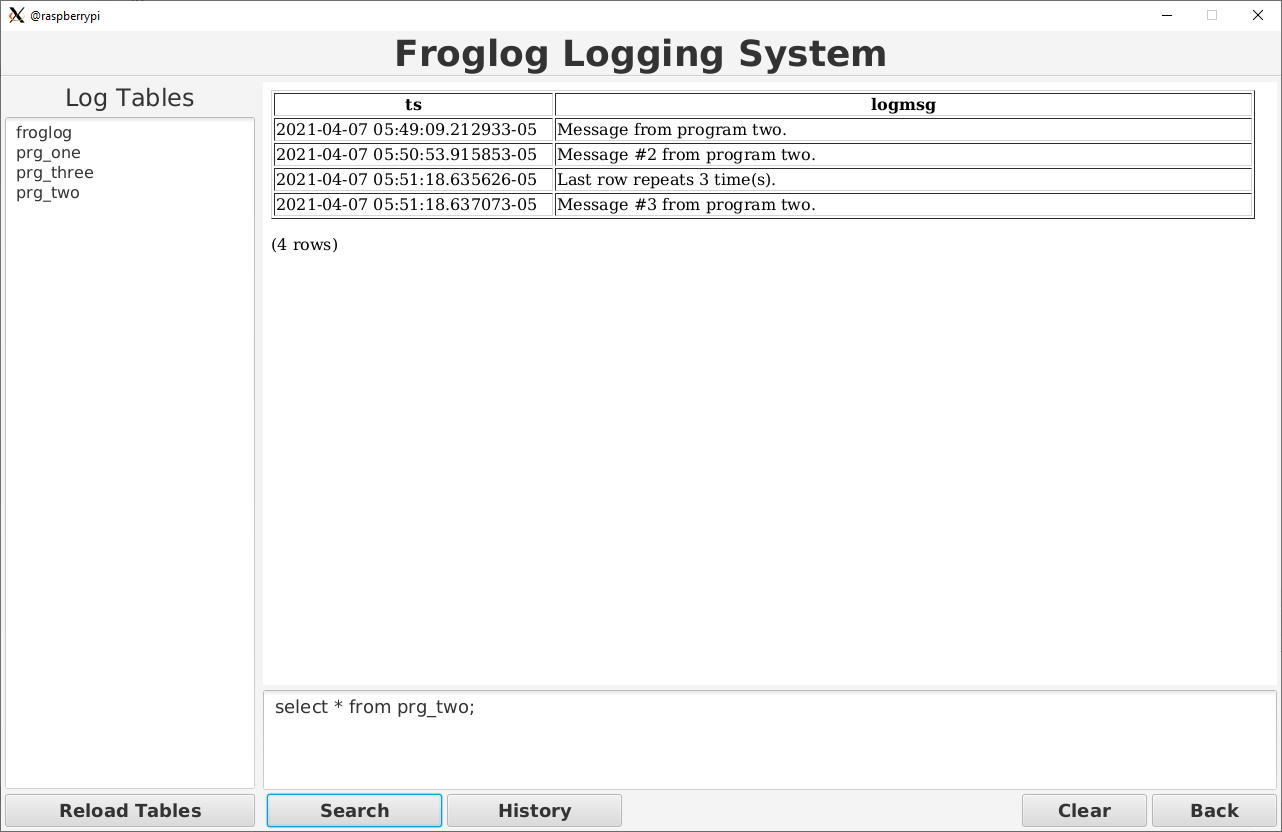 @raspberrypi
Froglog Logging System
Log Tables
froglog
prg_one
prg_three
prg_two
ts logmsg
2021-04-07 05:49:09.212933-05 Message from program two.
2021-04-07 05:50:53.915853-05 Message #2 from program two.
2021-04-07 05:51:18.635626-05 Last row repeats 3 time(s).
2021-04-07 05:51:18.637073-05 Message #3 from program two.
(4 rows)
select * from prg_two;
Reload Tables Search History Clear Back